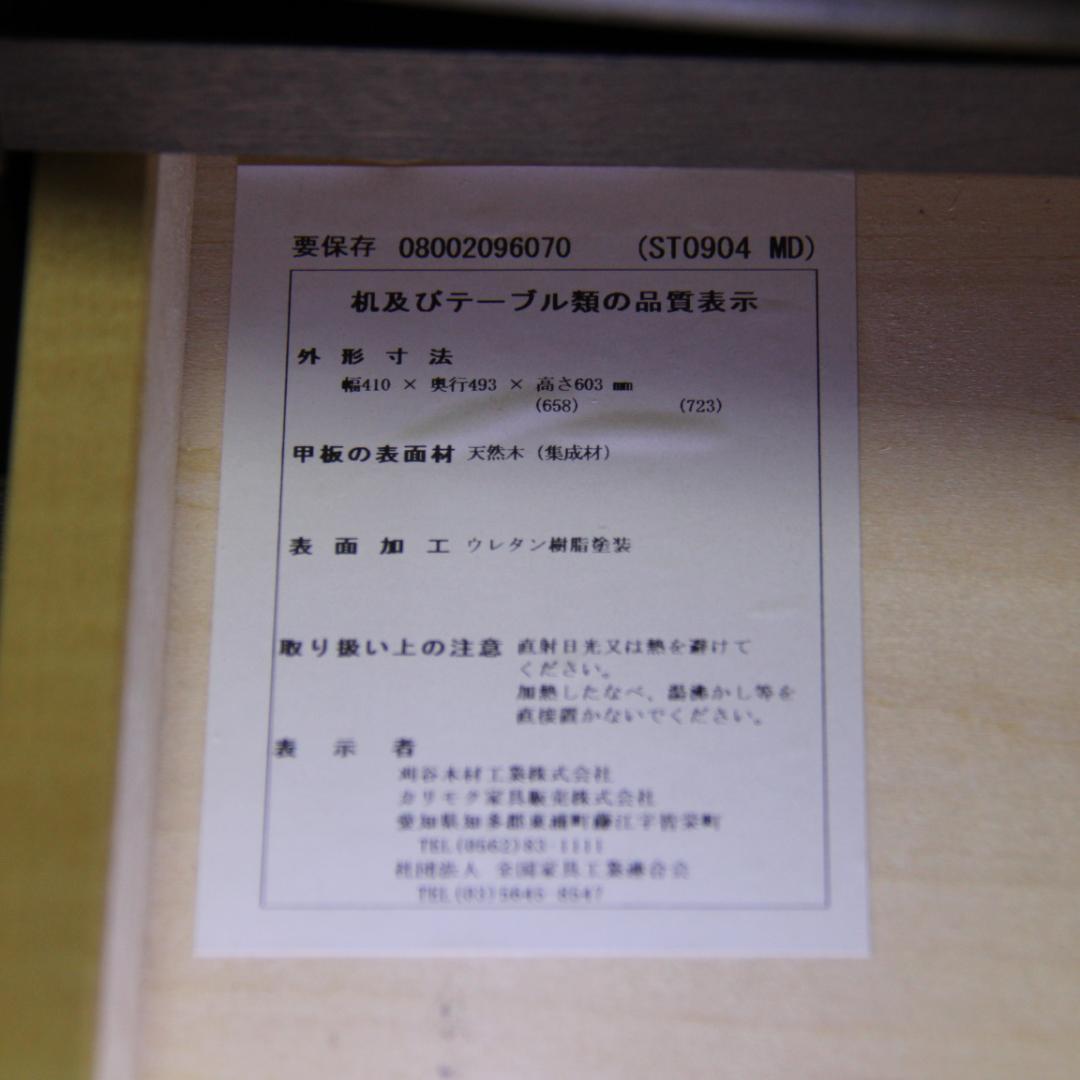 要保存 08002096070 (ST0904 MD)
机及びテーブル類の品質表示
外形寸法
幅410 × 奥行493 × 高さ603 mm
(658) (723)
甲板の表面材 天然木（集成材）
表面加工 ウレタン樹脂塗装
取り扱い上の注意 直射日光又は熱を避けて
ください。
加熱したなべ、湯沸かし等を
直接置かないでください。
表示者
刈谷木材工業株式会社
カリモク家具販売株式会社
愛知県知多郡東浦町藤江字皆栄町
TEL(0562)83-1111
社団法人 全国家具工業連合会
TEL(03)5645